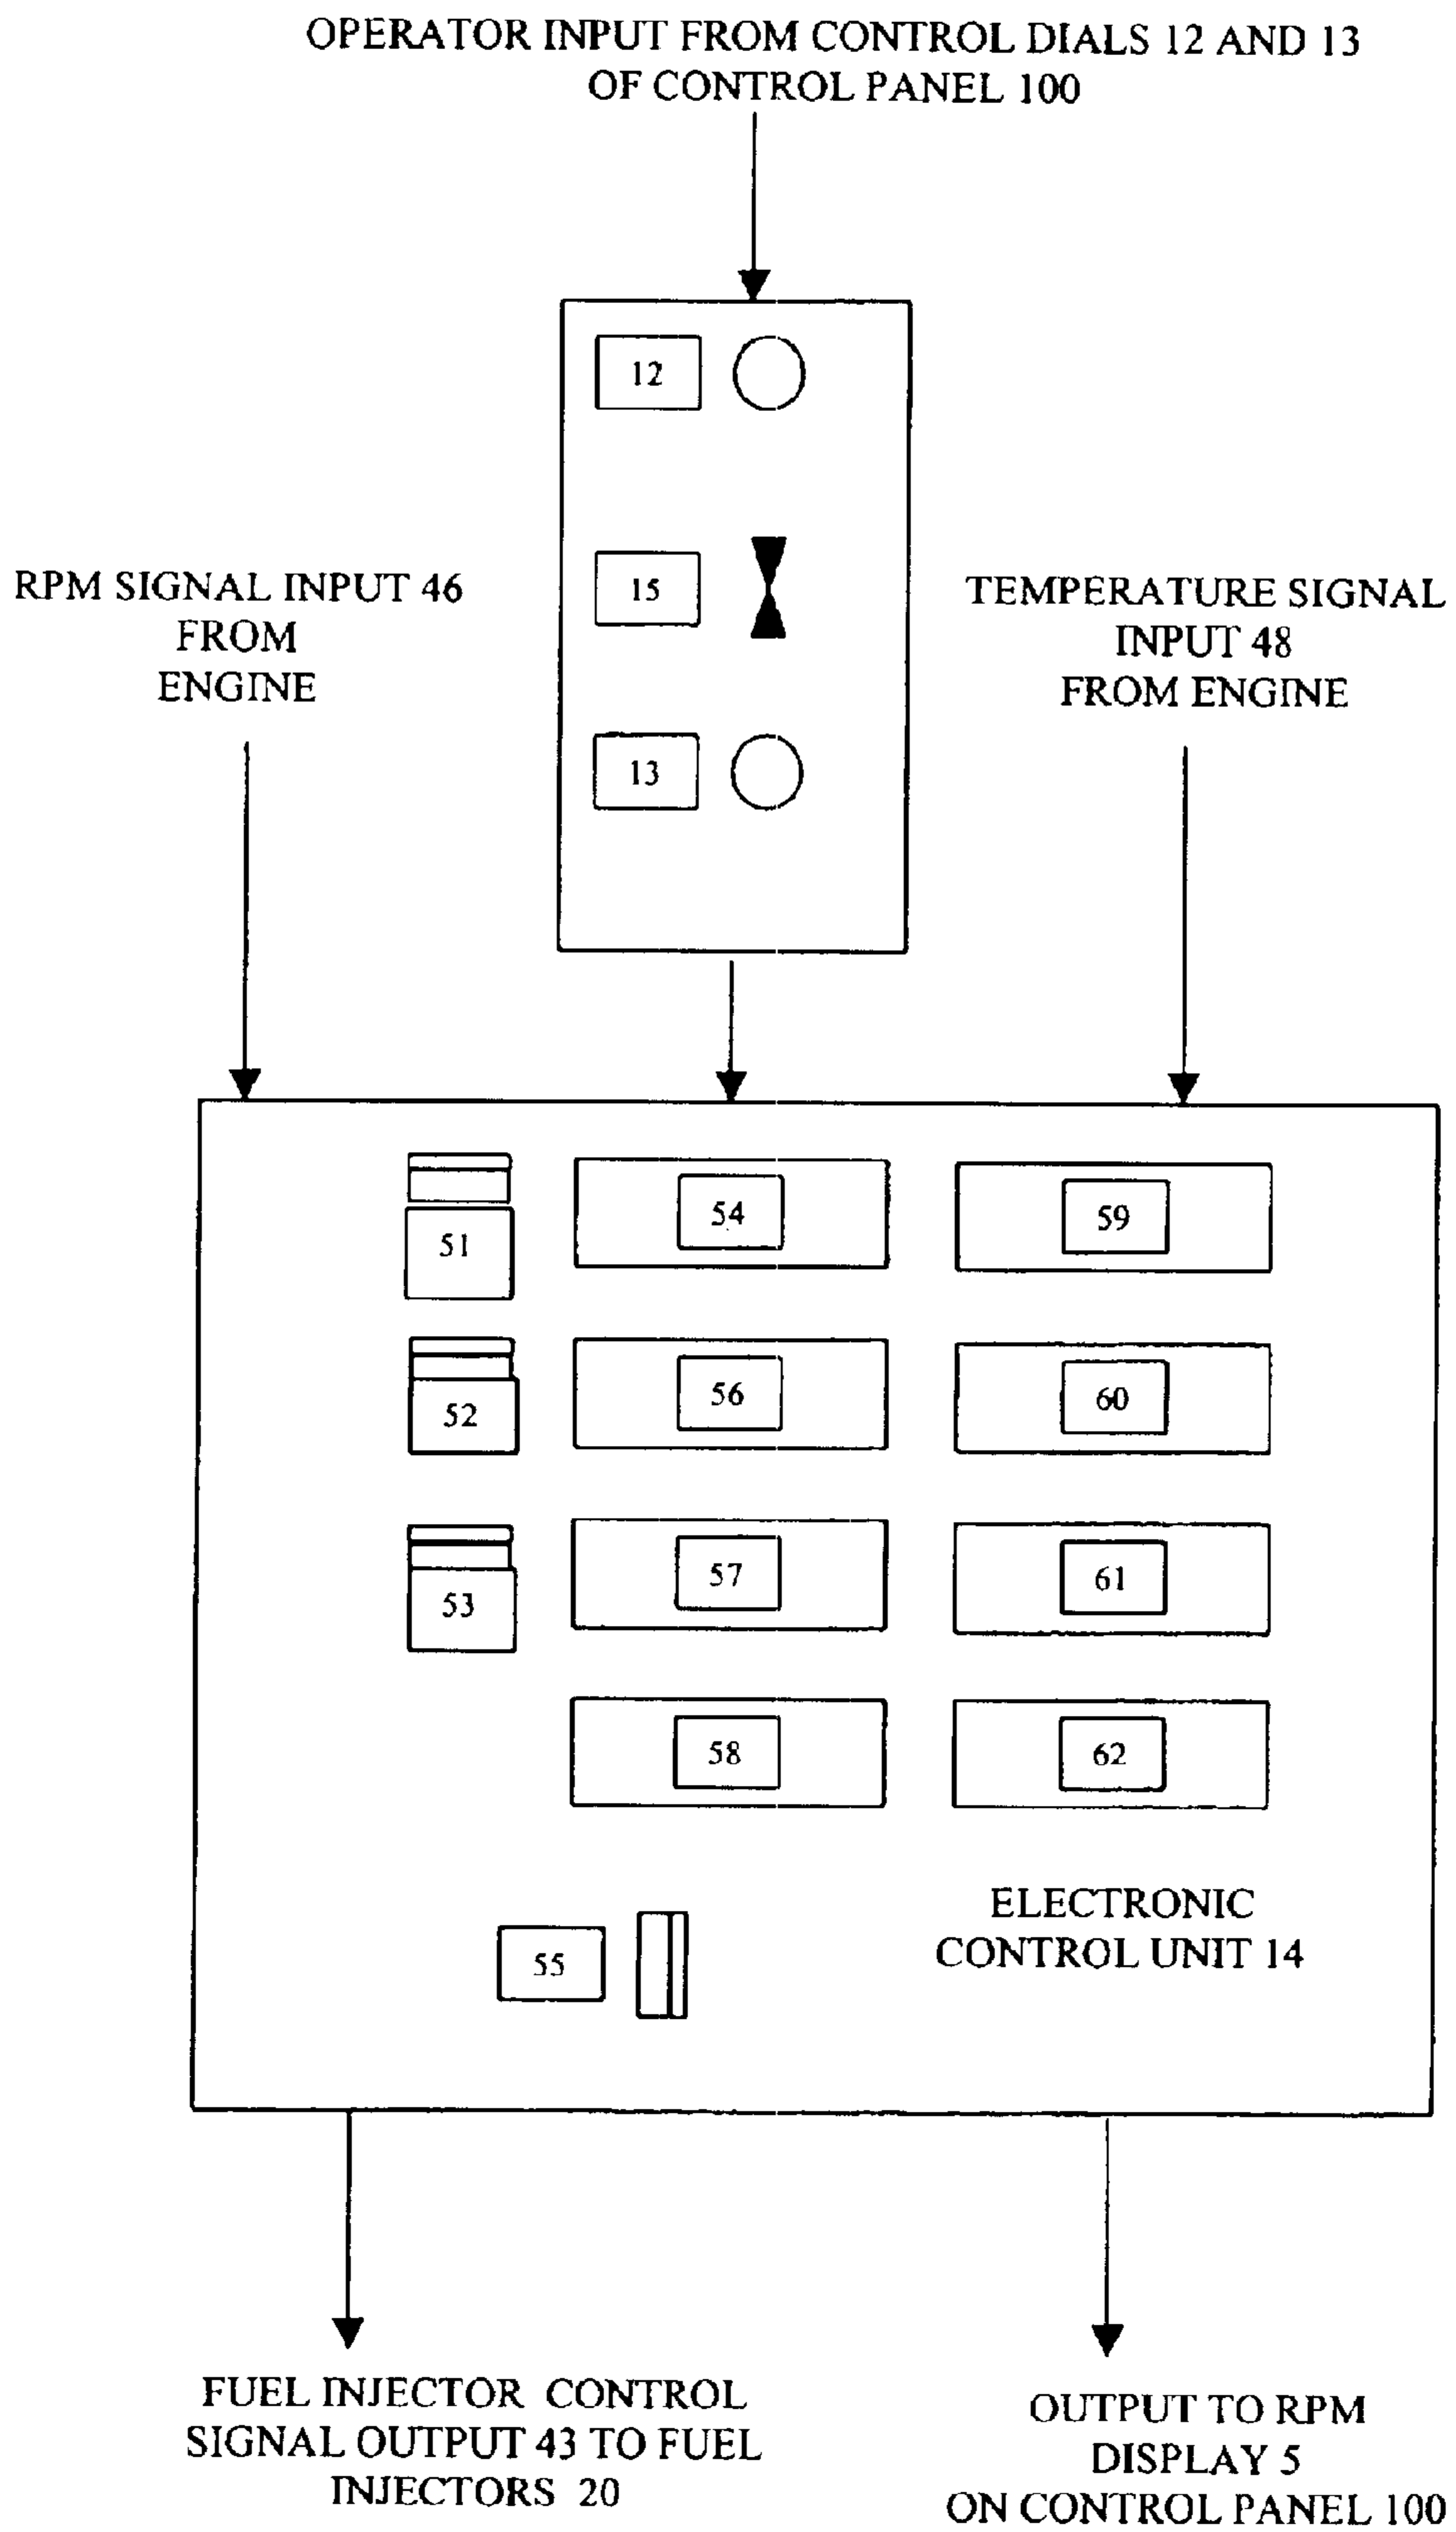 OPERATOR INPUT FROM CONTROL DIALS 12 AND 13
OF CONTROL PANEL 100
12
15
13
RPM SIGNAL INPUT 46
FROM
ENGINE
TEMPERATURE SIGNAL
INPUT 48
FROM ENGINE
51
54
59
52
56
60
53
57
61
58
62
55
ELECTRONIC
CONTROL UNIT 14
FUEL INJECTOR CONTROL
SIGNAL OUTPUT 43 TO FUEL
INJECTORS 20
OUTPUT TO RPM
DISPLAY 5
ON CONTROL PANEL 100